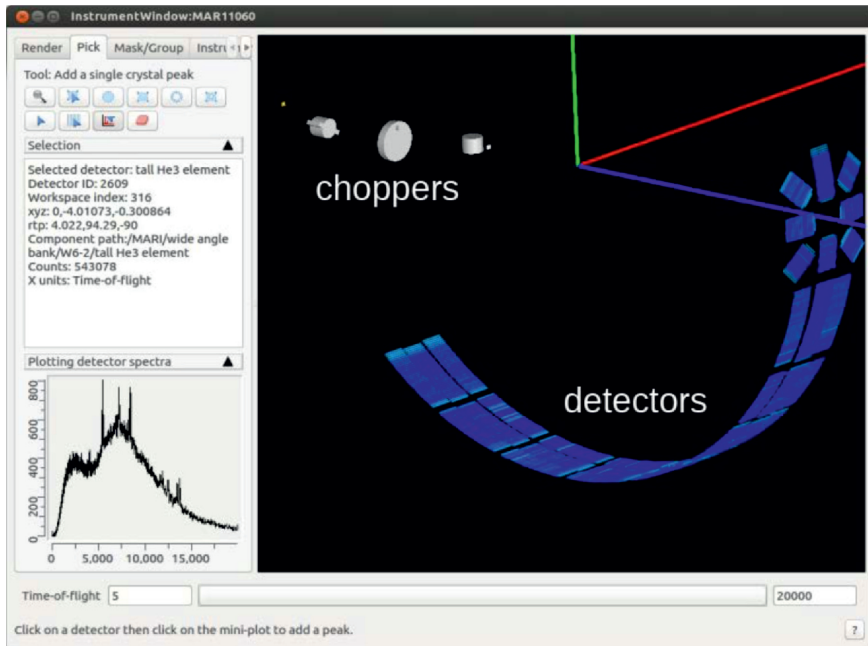 InstrumentWindow:MAR11060
Render Pick Mask/Group
Tool: Add a single crystal peak
Selection
Selected detector: tall He3 element
Detector ID: 2609
Workspace index: 316
xyz: 0,-4.01073,-0.300864
rtp: 4.022,94.29,-90
Component path:/MARI/wide angle
bank/W6-2/tall He3 element
Counts: 543078
X units: Time-of-flight
Plotting detector spectra
800
600
400
200
0
0 5,000 10,000 15,000
choppers
detectors
Time-of-flight 5 20000
Click on a detector then click on the mini-plot to add a peak. ?